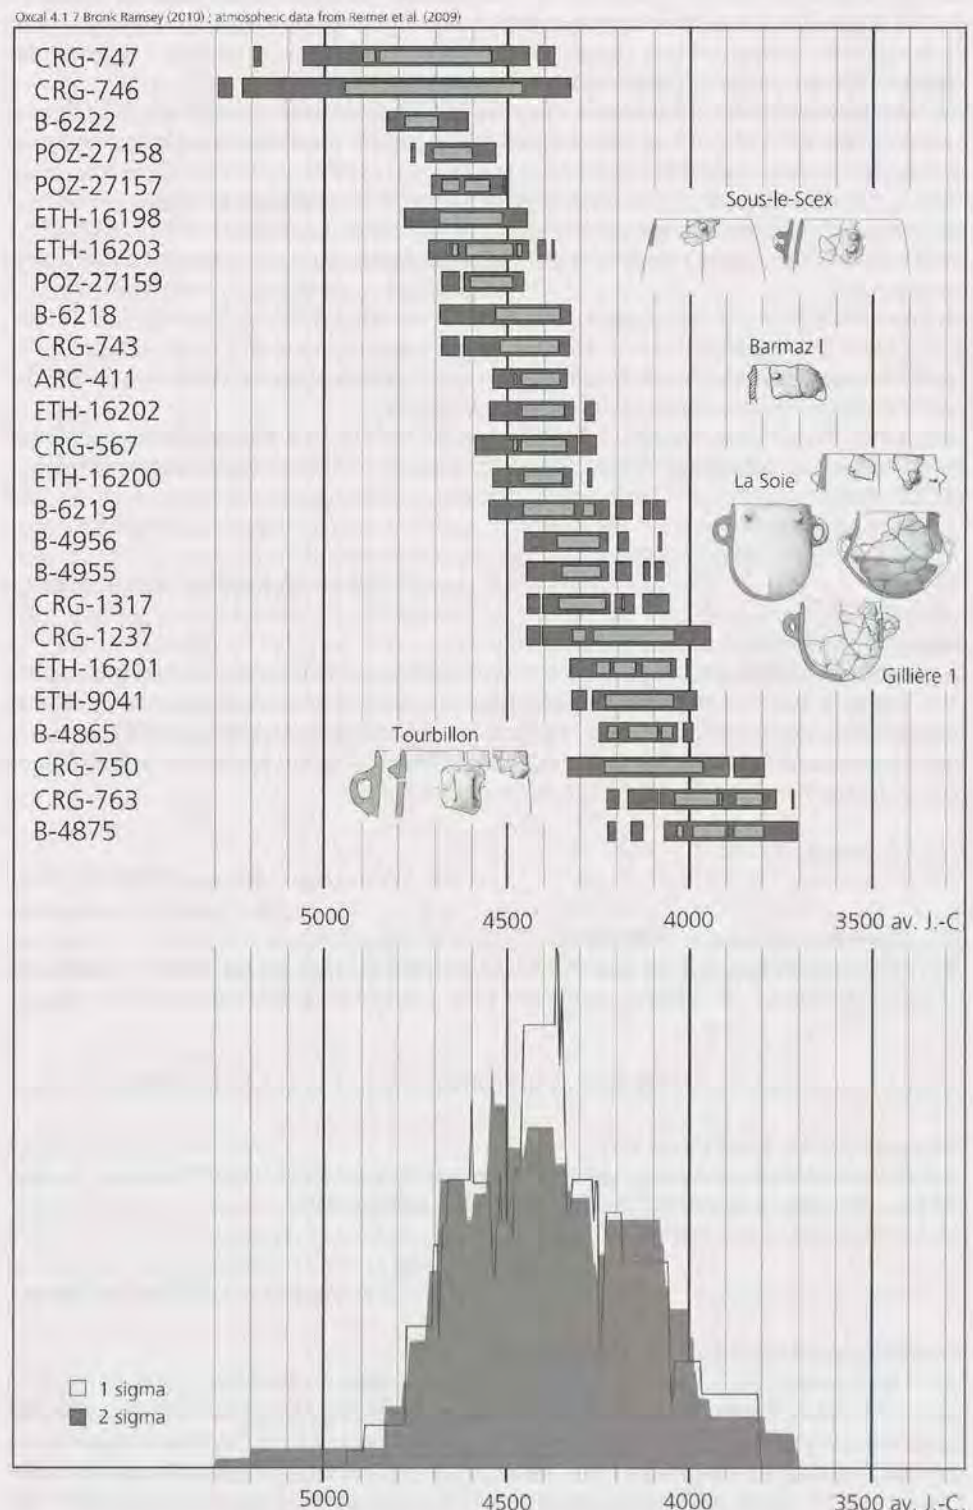 Oxcal 4.1 7 Bronk Ramsey (2010) ; atmospheric data from Reimer et al. (2009)
CRG-747
CRG-746
B-6222
POZ-27158
POZ-27157
ETH-16198
Sous-le-Scex
ETH-16203
POZ-27159
B-6218
CRG-743
Barmaz I
ARC-411
ETH-16202
CRG-567
ETH-16200
La Soie
B-6219
B-4956
B-4955
CRG-1317
CRG-1237
ETH-16201
Gillière 1
ETH-9041
B-4865
Tourbillon
CRG-750
CRG-763
B-4875
5000 4500 4000 3500 av. J.-C.
1 sigma
2 sigma
5000 4500 4000 3500 av. J.-C.